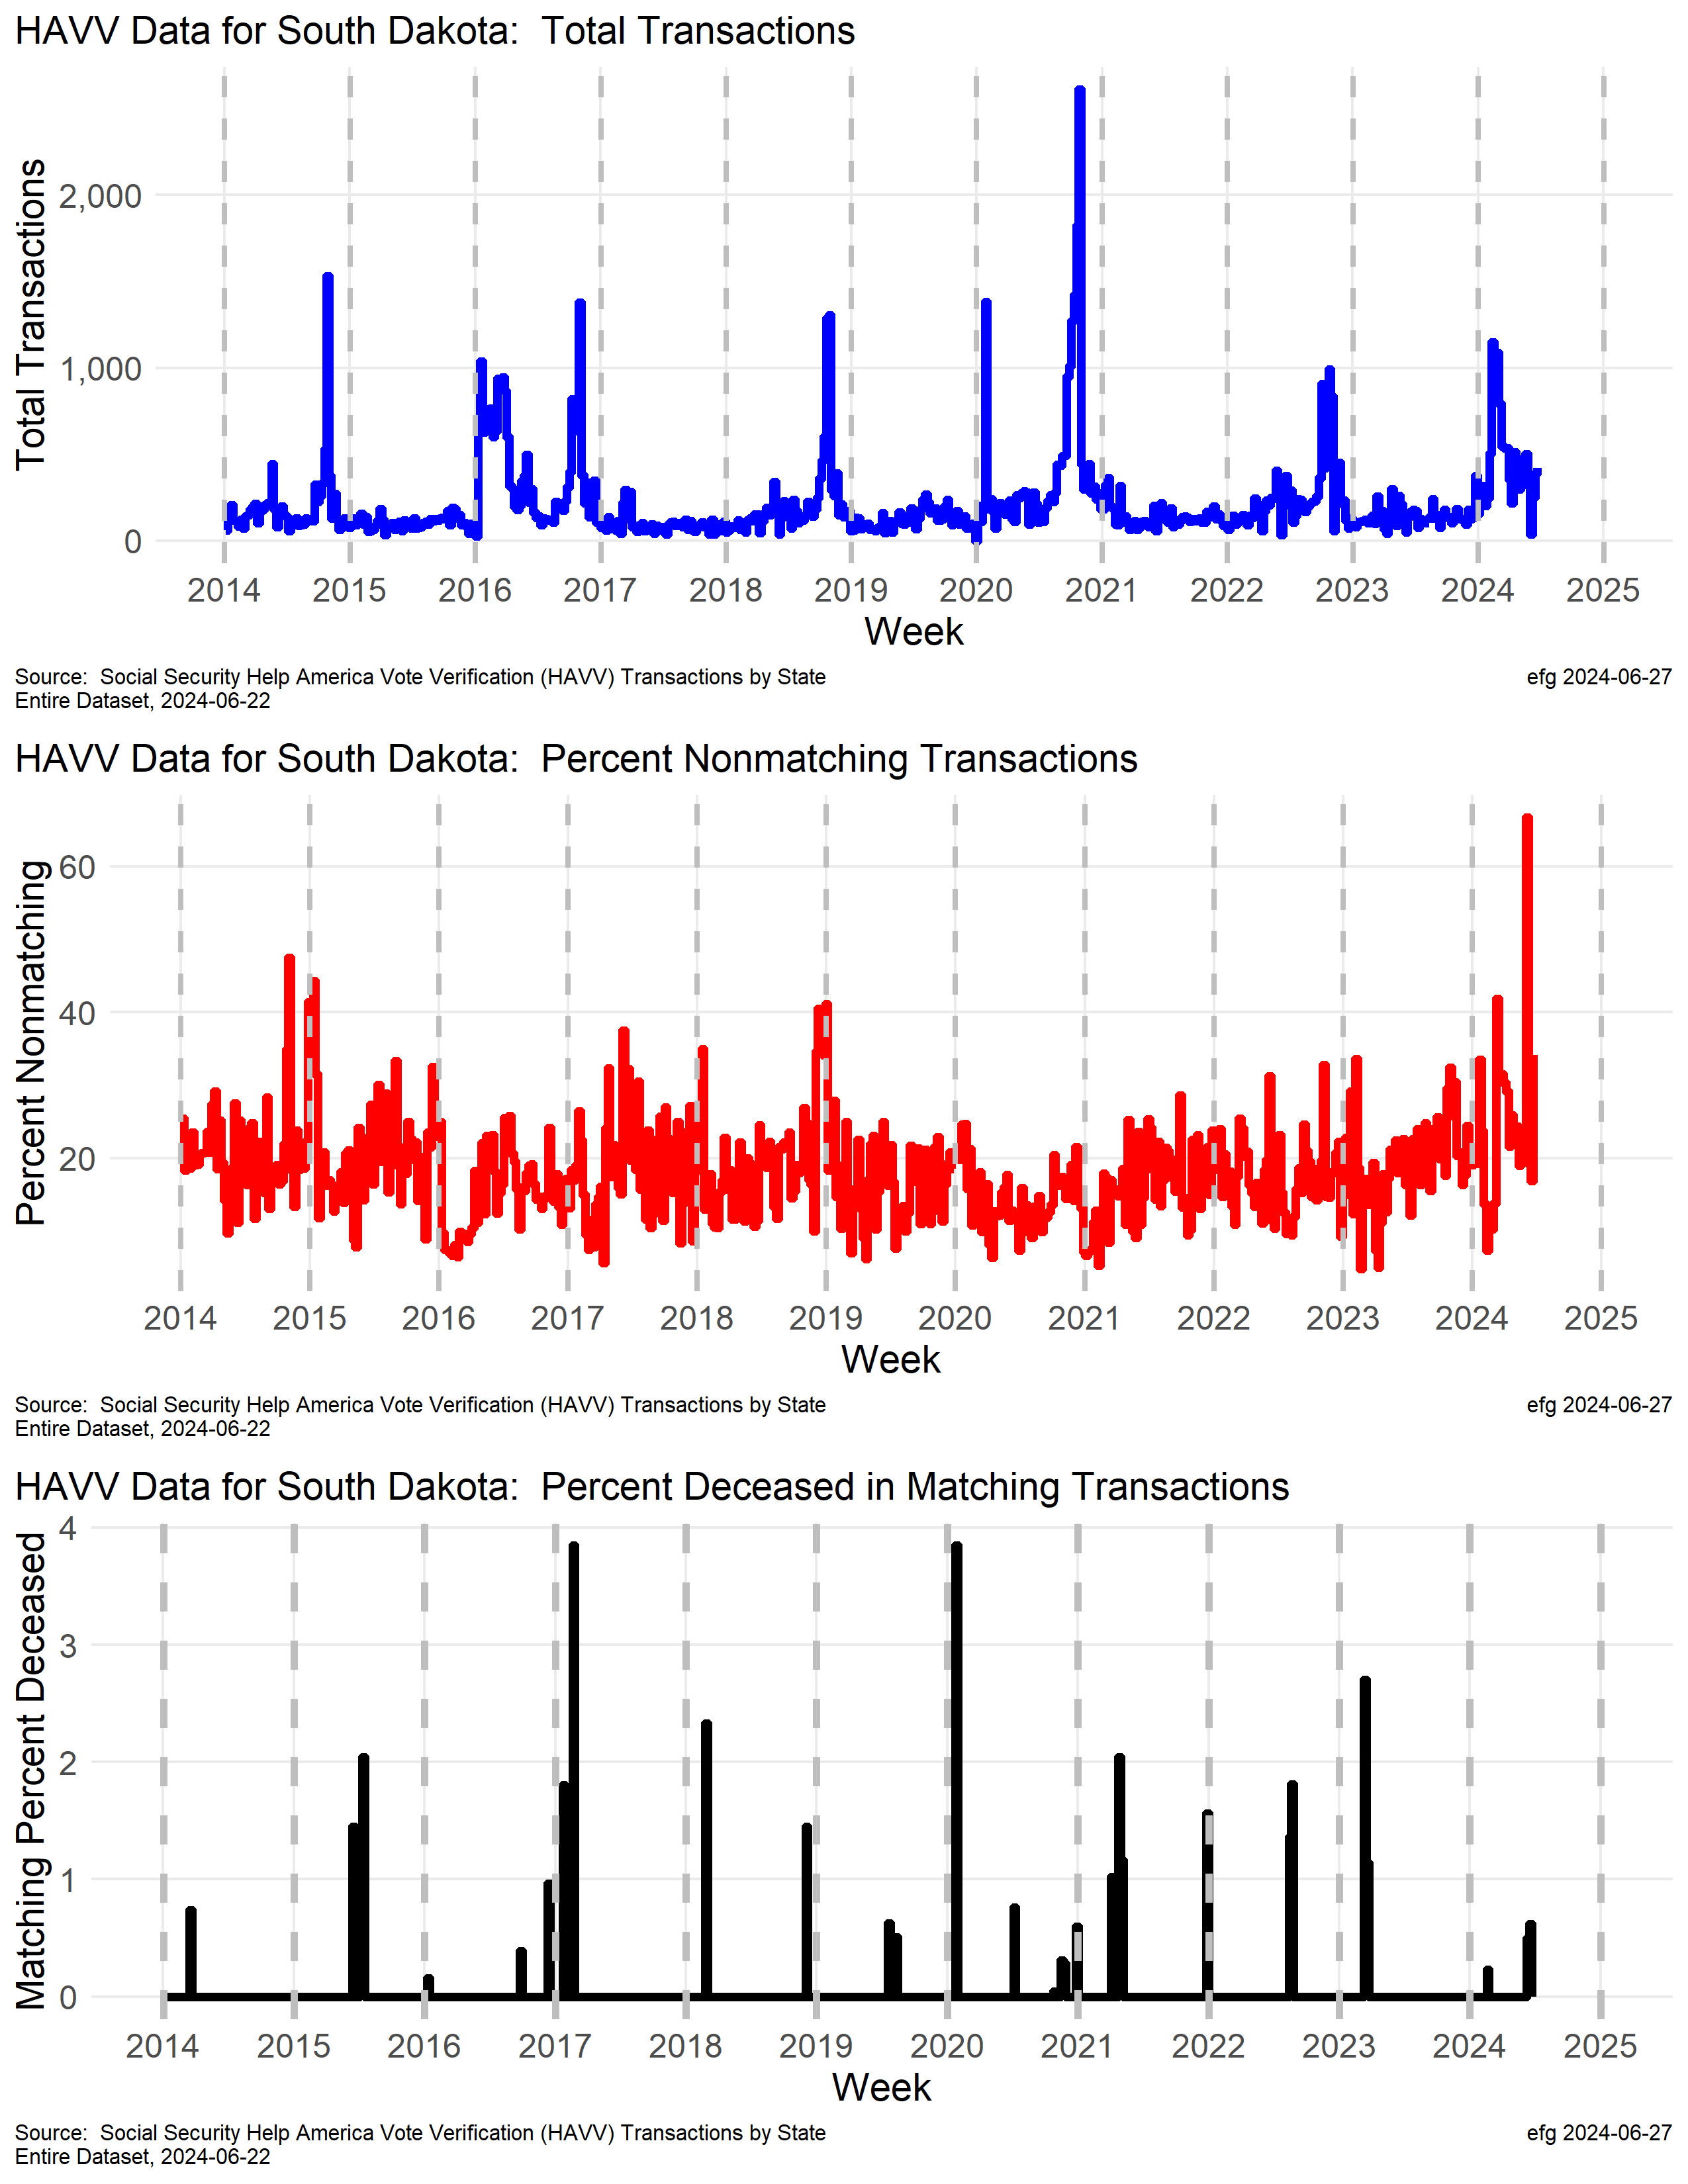 HAVV Data for South Dakota:  Total Transactions
Total Transactions
2,000
1,000
0
2014 2015 2016 2017 2018 2019 2020 2021 2022 2023 2024 2025
Week
Source:  Social Security Help America Vote Verification (HAVV) Transactions by State
Entire Dataset, 2024-06-22
efg 2024-06-27
HAVV Data for South Dakota:  Percent Nonmatching Transactions
Percent Nonmatching
60
40
20
2014 2015 2016 2017 2018 2019 2020 2021 2022 2023 2024 2025
Week
Source:  Social Security Help America Vote Verification (HAVV) Transactions by State
Entire Dataset, 2024-06-22
efg 2024-06-27
HAVV Data for South Dakota:  Percent Deceased in Matching Transactions
Matching Percent Deceased
4
3
2
1
0
2014 2015 2016 2017 2018 2019 2020 2021 2022 2023 2024 2025
Week
Source:  Social Security Help America Vote Verification (HAVV) Transactions by State
Entire Dataset, 2024-06-22
efg 2024-06-27